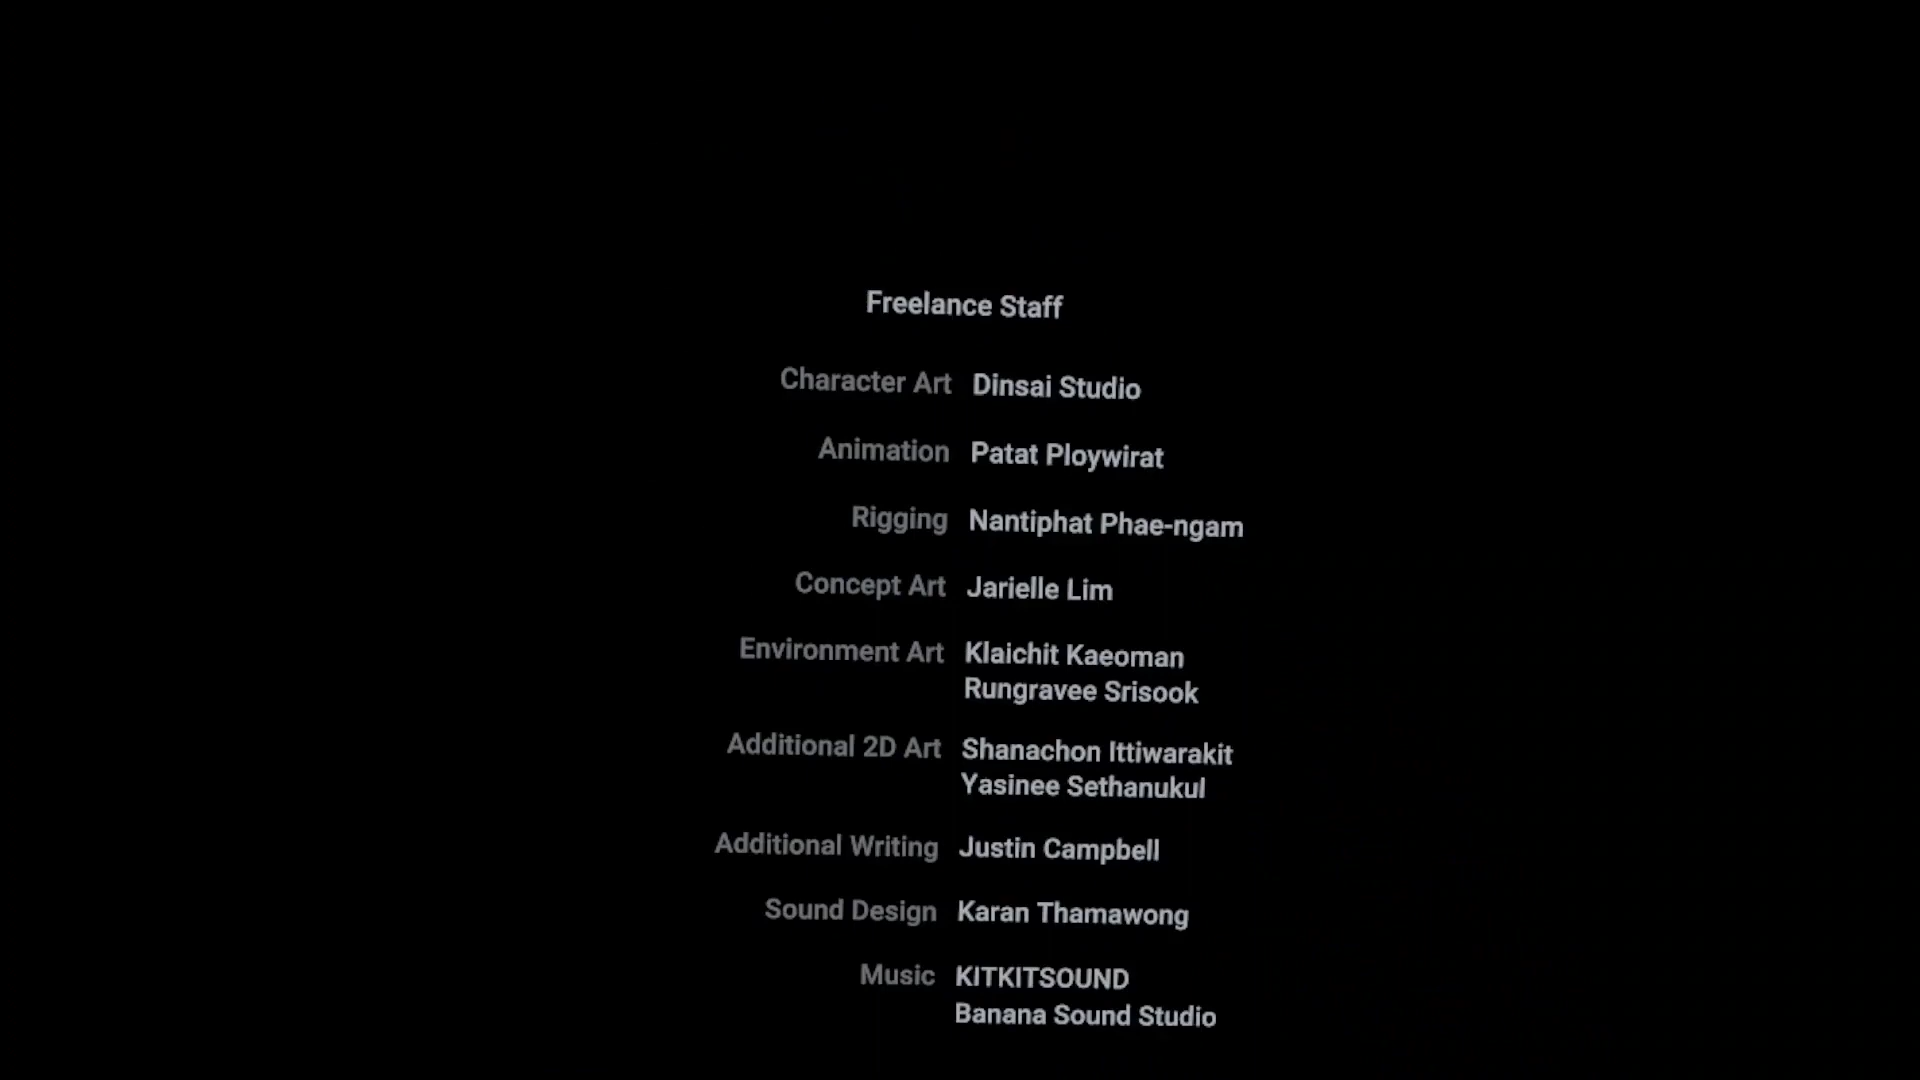 Freelance Staff
Character Art Dinsai Studio
Animation Patat Ploywirat
Rigging Nantiphat Phae-ngam
Concept Art Jarielle Lim
Environment Art Klaichit Kaeoman
Rungravee Srisook
Additional 2D Art Shanachon Ittiwarakit
Yasinee Sethanukul
Additional Writing Justin Campbell
Sound Design Karan Thamawong
Music KITKITSOUND
Banana Sound Studio